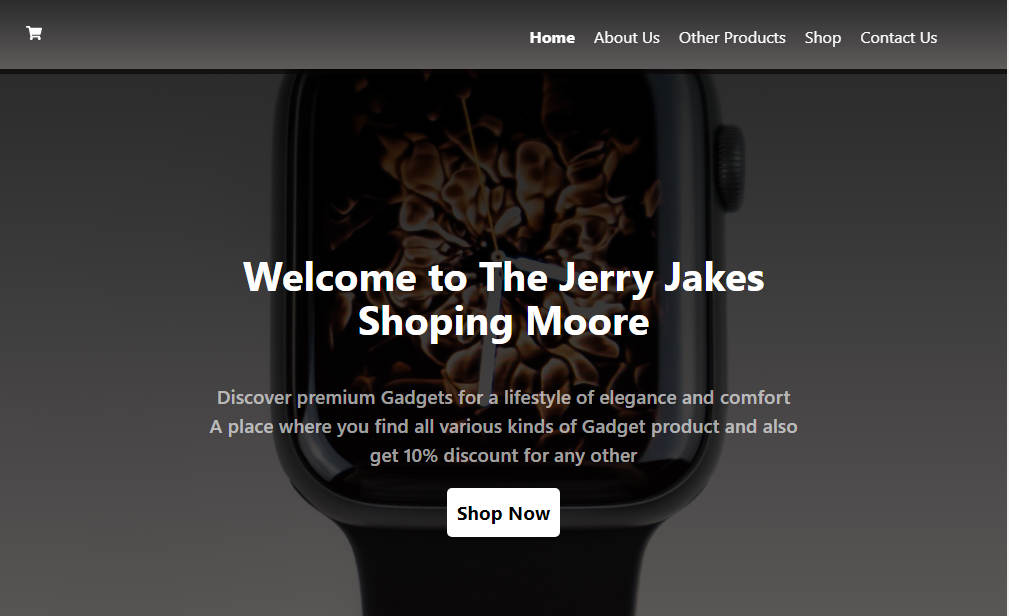 Home About Us Other Products Shop Contact Us
Welcome to The Jerry Jakes
Shoping Moore
Discover premium Gadgets for a lifestyle of elegance and comfort
A place where you find all various kinds of Gadget product and also
get 10% discount for any other
Shop Now